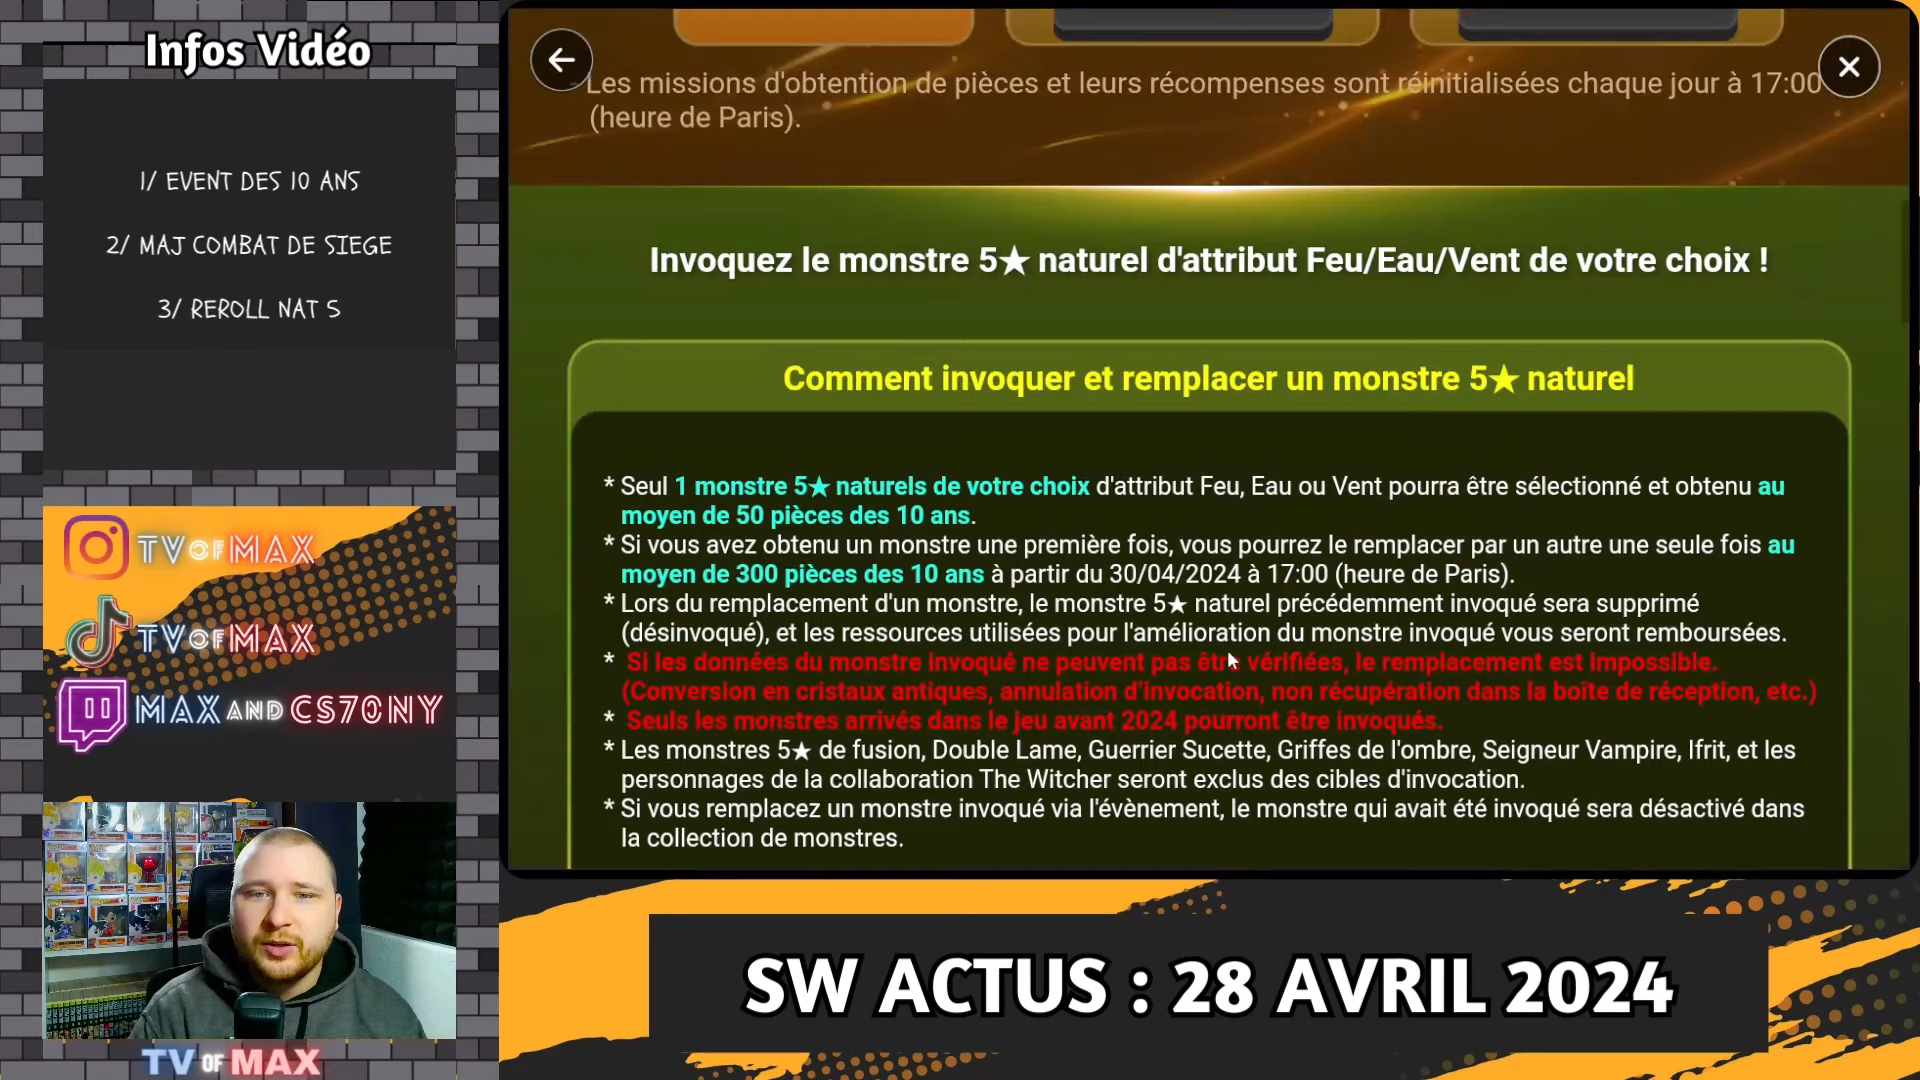 Infos Vidéo
1/ EVENT DES 10 ANS
2/ MAJ COMBAT DE SIEGE
3/ REROLL NAT 5
TVOFMAX
TVOFMAX
MAXANDCS70NY
TV OF MAX
Les missions d'obtention de pièces et leurs récompenses sont réinitialisées chaque jour à 17:00
(heure de Paris).
Invoquez le monstre 5★ naturel d'attribut Feu/Eau/Vent de votre choix !
Comment invoquer et remplacer un monstre 5★ naturel
* Seul 1 monstre 5★ naturels de votre choix d'attribut Feu, Eau ou Vent pourra être sélectionné et obtenu au
moyen de 50 pièces des 10 ans.
* Si vous avez obtenu un monstre une première fois, vous pourrez le remplacer par un autre une seule fois au
moyen de 300 pièces des 10 ans à partir du 30/04/2024 à 17:00 (heure de Paris).
* Lors du remplacement d'un monstre, le monstre 5★ naturel précédemment invoqué sera supprimé
(désinvoqué), et les ressources utilisées pour l'amélioration du monstre invoqué vous seront remboursées.
* Si les données du monstre invoqué ne peuvent pas être vérifiées, le remplacement est impossible.
(Conversion en cristaux antiques, annulation d'invocation, non récupération dans la boîte de réception, etc.)
* Seuls les monstres arrivés dans le jeu avant 2024 pourront être invoqués.
* Les monstres 5★ de fusion, Double Lame, Guerrier Sucette, Griffes de l'ombre, Seigneur Vampire, Ifrit, et les
personnages de la collaboration The Witcher seront exclus des cibles d'invocation.
* Si vous remplacez un monstre invoqué via l'évènement, le monstre qui avait été invoqué sera désactivé dans
la collection de monstres.
SW ACTUS : 28 AVRIL 2024